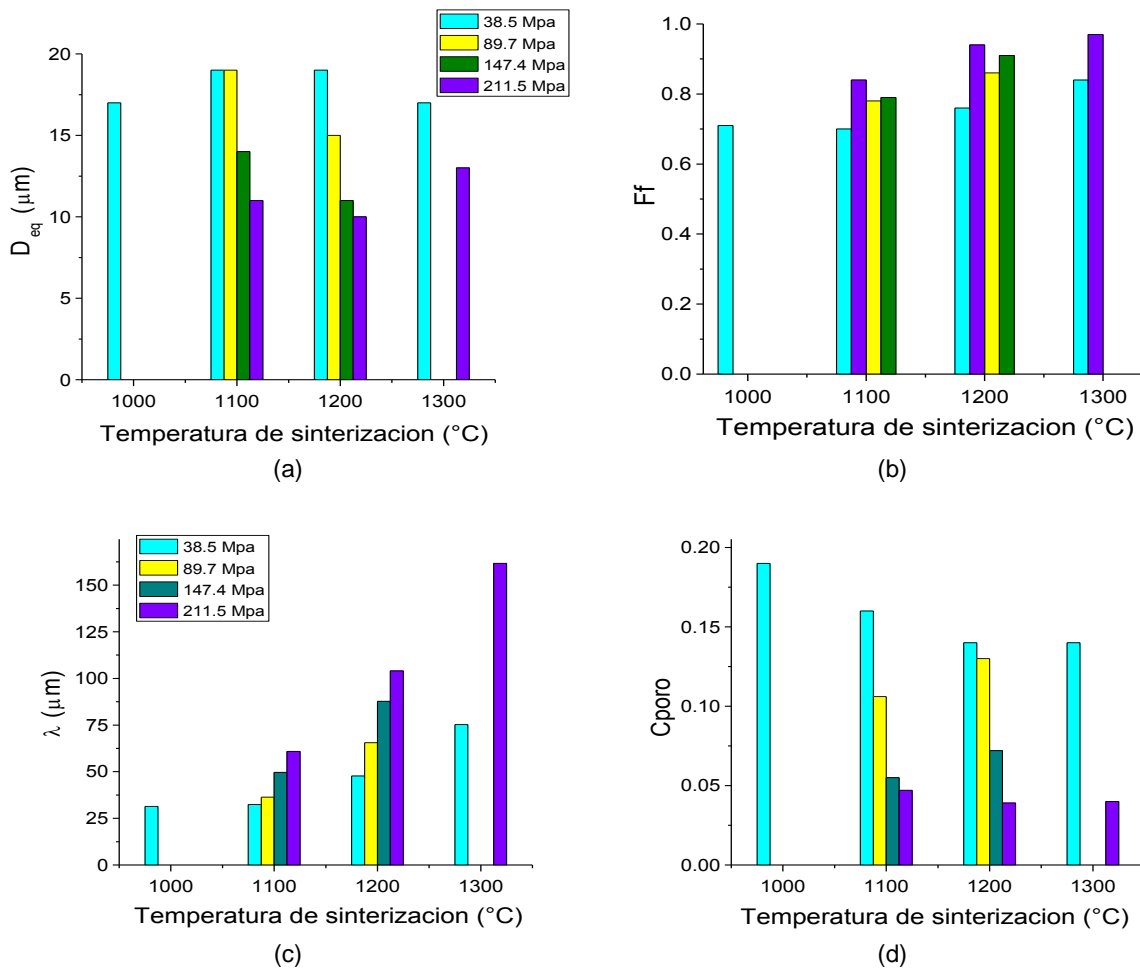 38.5 Mpa
89.7 Mpa
147.4 Mpa
211.5 Mpa
20
15
10
5
0
D_eq (μm)
1000 1100 1200 1300
Temperatura de sinterizacion (°C)
(a)
1.0
0.8
0.6
0.4
0.2
0.0
Ff
1000 1100 1200 1300
Temperatura de sinterizacion (°C)
(b)
38.5 Mpa
89.7 Mpa
147.4 Mpa
211.5 Mpa
150
125
100
75
50
25
0
λ (μm)
1000 1100 1200 1300
Temperatura de sinterizacion (°C)
(c)
0.20
0.15
0.10
0.05
0.00
Cporo
1000 1100 1200 1300
Temperatura de sinterizacion (°C)
(d)